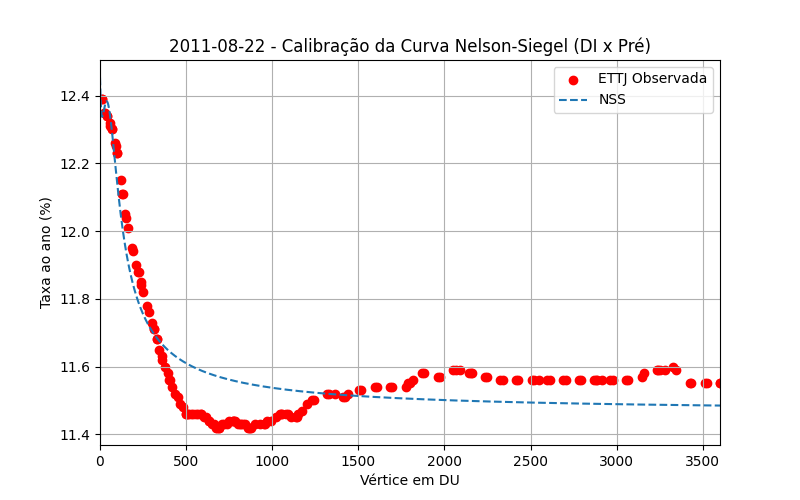 2011-08-22 - Calibração da Curva Nelson-Siegel (DI x Pré)
ETTJ Observada
NSS
Taxa ao ano (%)
12.4
12.2
12.0
11.8
11.6
11.4
0 500 1000 1500 2000 2500 3000 3500
Vértice em DU